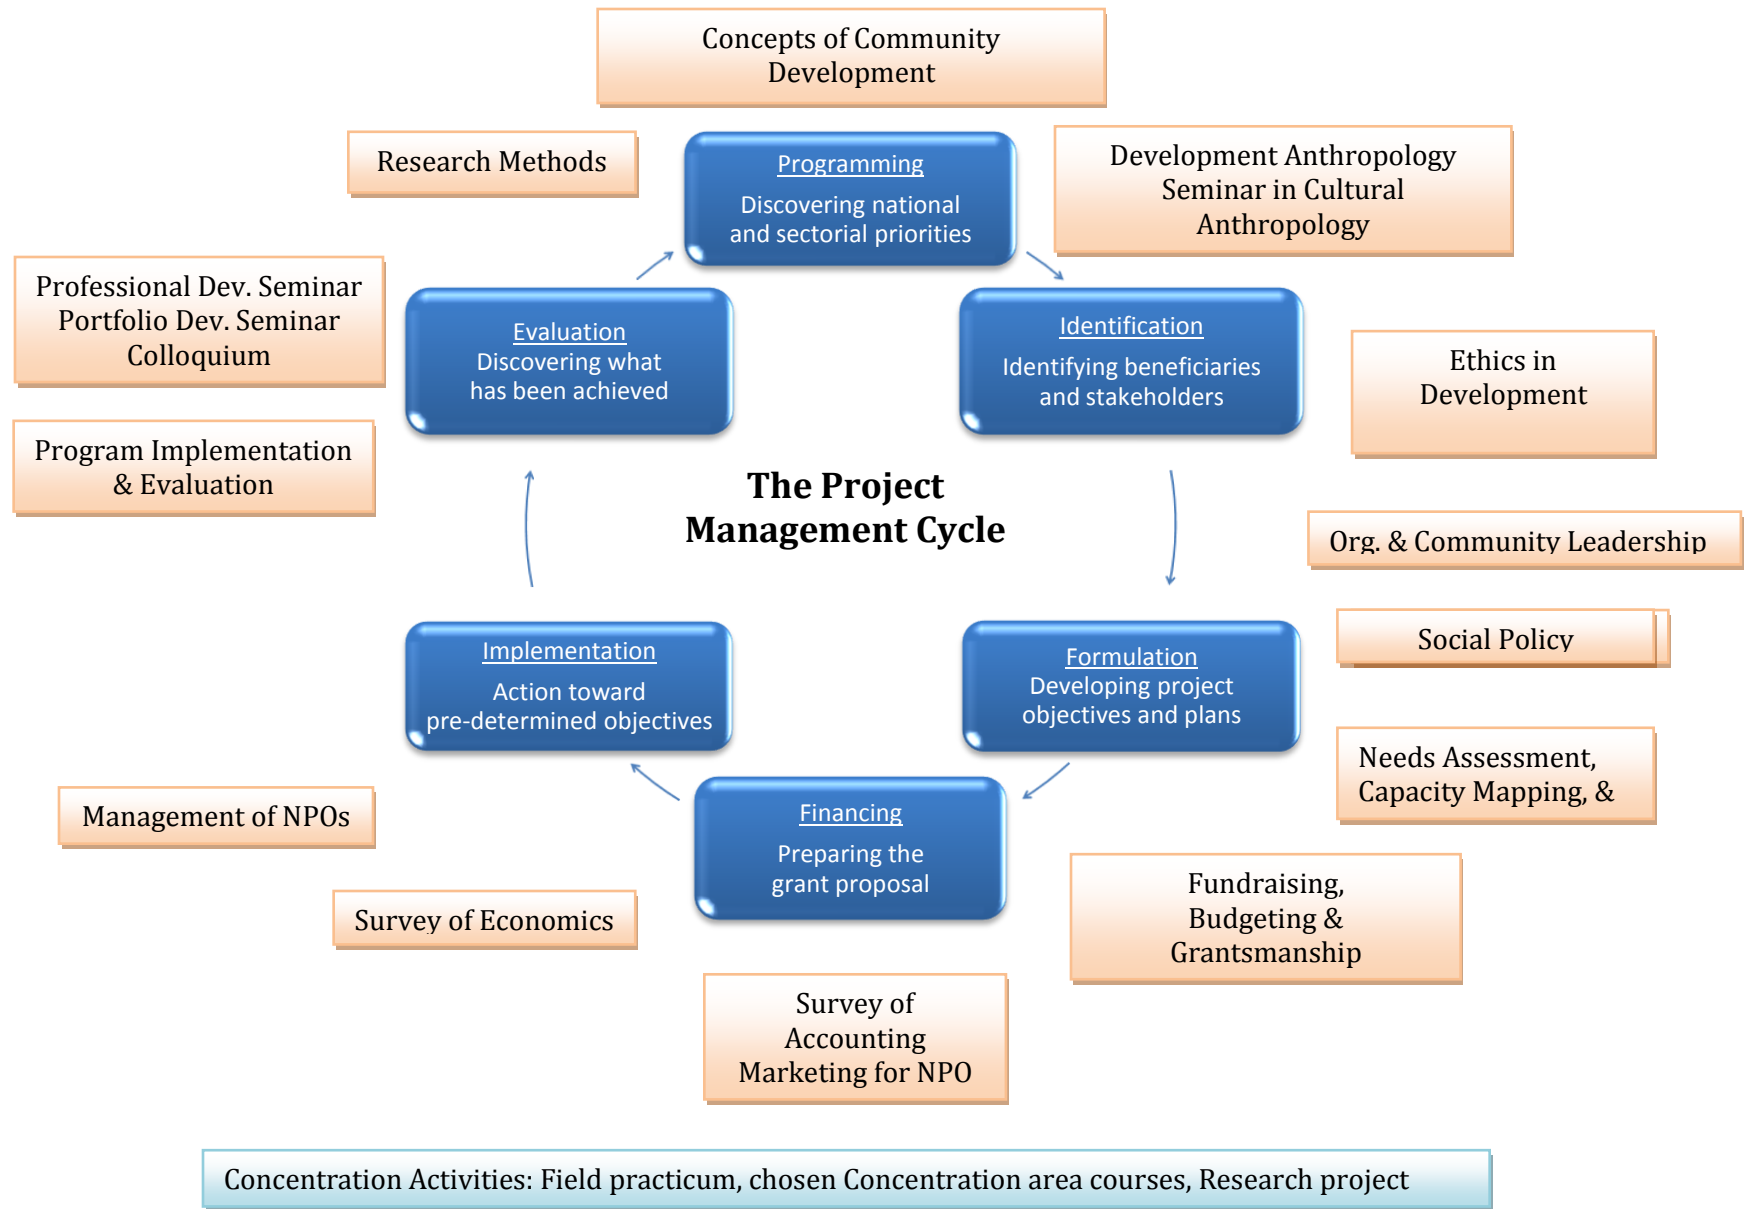 Concepts of Community
Development
Research Methods
Programming
Discovering national
and sectorial priorities
Development Anthropology
Seminar in Cultural
Anthropology
Professional Dev. Seminar
Portfolio Dev. Seminar
Colloquium
Evaluation
Discovering what
has been achieved
Identification
Identifying beneficiaries
and stakeholders
Ethics in
Development
Program Implementation
& Evaluation
The Project
Management Cycle
Org. & Community Leadership
Implementation
Action toward
pre-determined objectives
Formulation
Developing project
objectives and plans
Social Policy
Needs Assessment,
Capacity Mapping, &
Management of NPOs
Financing
Preparing the
grant proposal
Fundraising,
Budgeting &
Grantsmanship
Survey of Economics
Survey of
Accounting
Marketing for NPO
Concentration Activities: Field practicum, chosen Concentration area courses, Research project